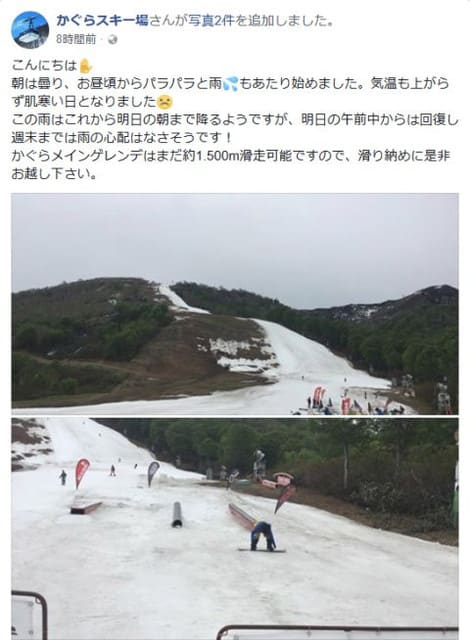 かぐらスキー場さんが写真2件を追加しました。
8時間前
こんにちは✋
朝は曇り、お昼頃からパラパラと雨💦もあたり始めました。気温も上がら
ず肌寒い日となりました😟
この雨はこれから明日の朝まで降るようですが、明日の午前中からは回復し
週末までは雨の心配はなさそうです！
かぐらメインゲレンデはまだ約1.500m滑走可能ですので、滑り納めに是非
お越し下さい。